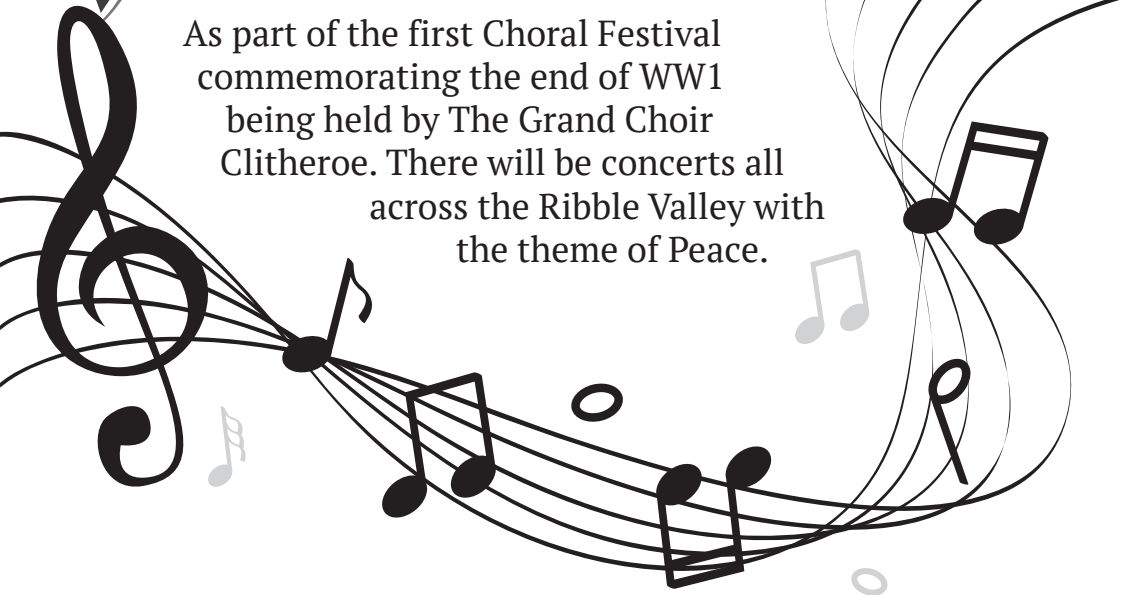 As part of the first Choral Festival
commemorating the end of WW1
being held by The Grand Choir
Clitheroe. There will be concerts all
across the Ribble Valley with
the theme of Peace.